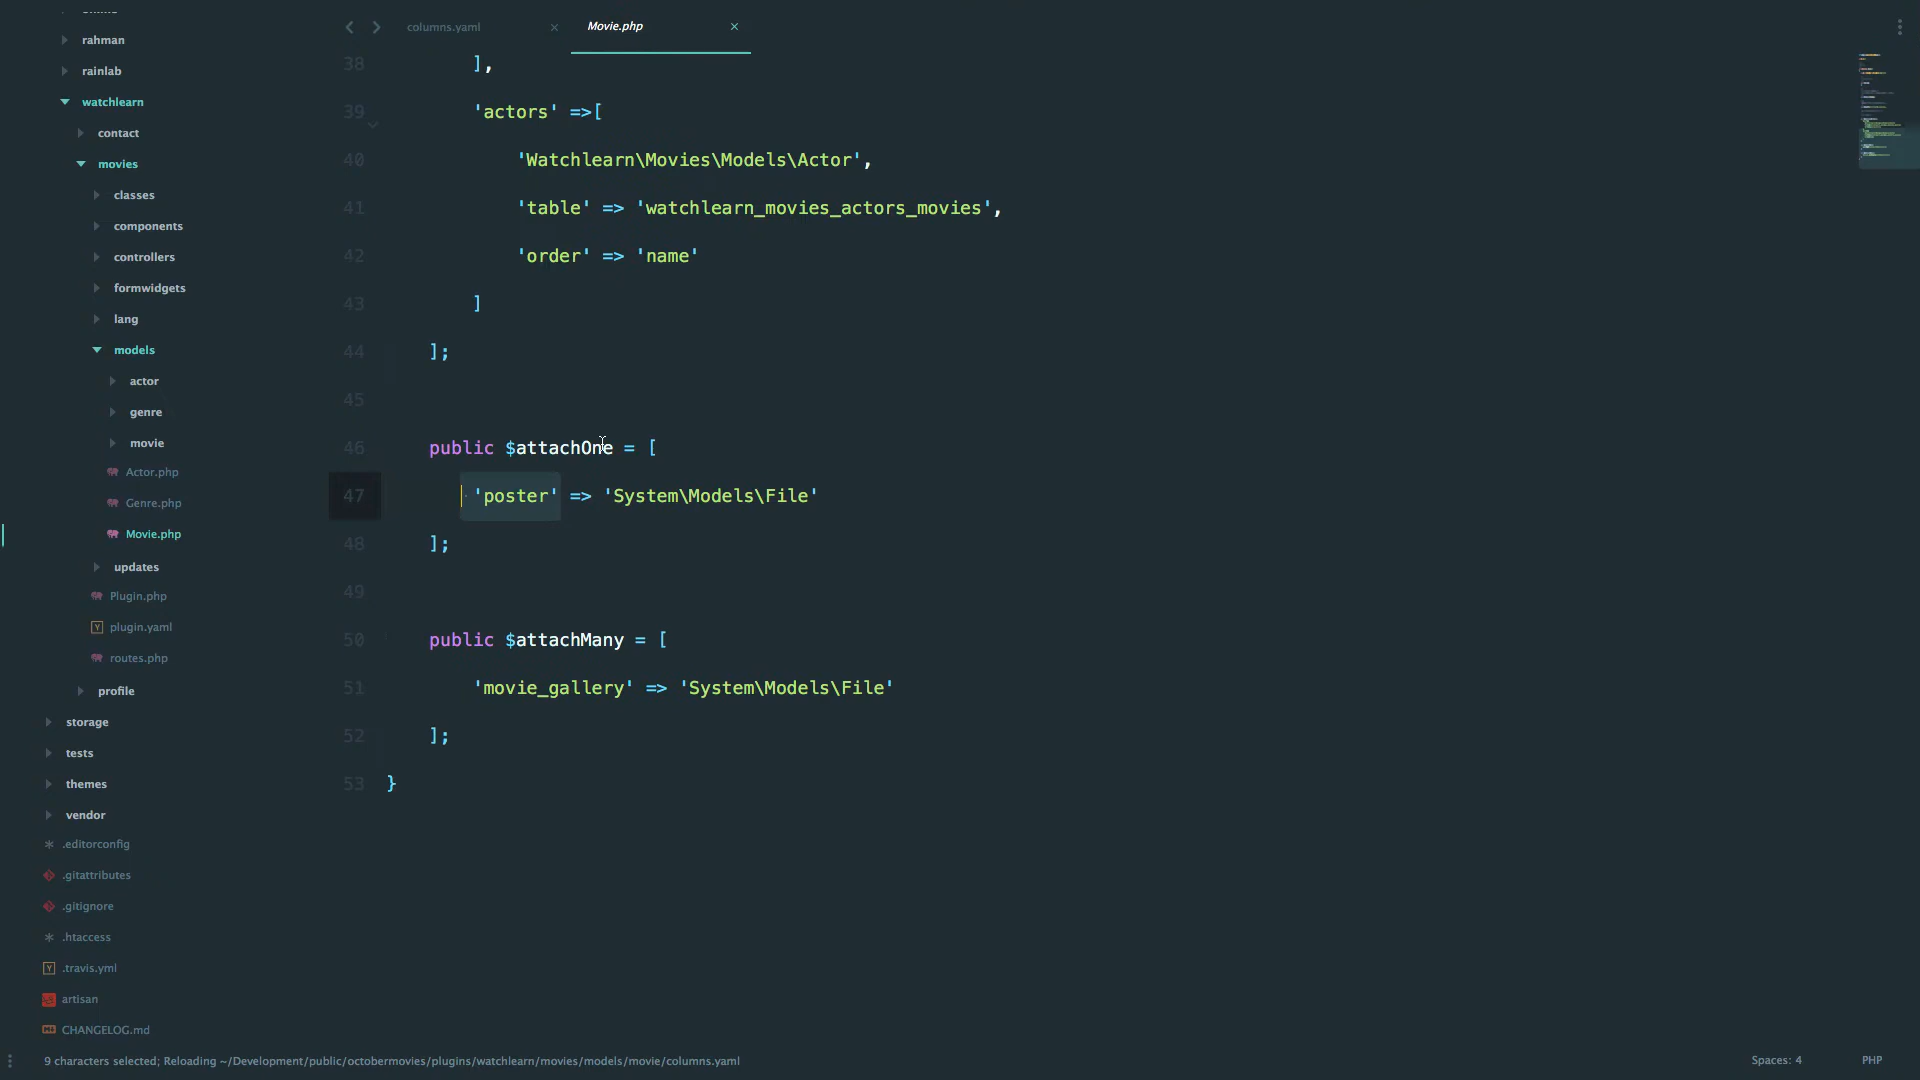 rahman
rainlab
watchlearn
contact
movies
classes
components
controllers
formwidgets
lang
models
actor
genre
movie
Actor.php
Genre.php
Movie.php
updates
Plugin.php
plugin.yaml
routes.php
profile
storage
tests
themes
vendor
.editorconfig
.gitattributes
.gitignore
.htaccess
.travis.yml
artisan
CHANGELOG.md
columns.yaml
Movie.php
38 ],
39 'actors' =>[
40 'Watchlearn\Movies\Models\Actor',
41 'table' => 'watchlearn_movies_actors_movies',
42 'order' => 'name'
43 ]
44 ];
45
46 public $attachOne = [
47 'poster' => 'System\Models\File'
48 ];
49
50 public $attachMany = [
51 'movie_gallery' => 'System\Models\File'
52 ];
53 }
9 characters selected; Reloading ~/Development/public/octobermovies/plugins/watchlearn/movies/models/movie/columns.yaml
Spaces: 4
PHP